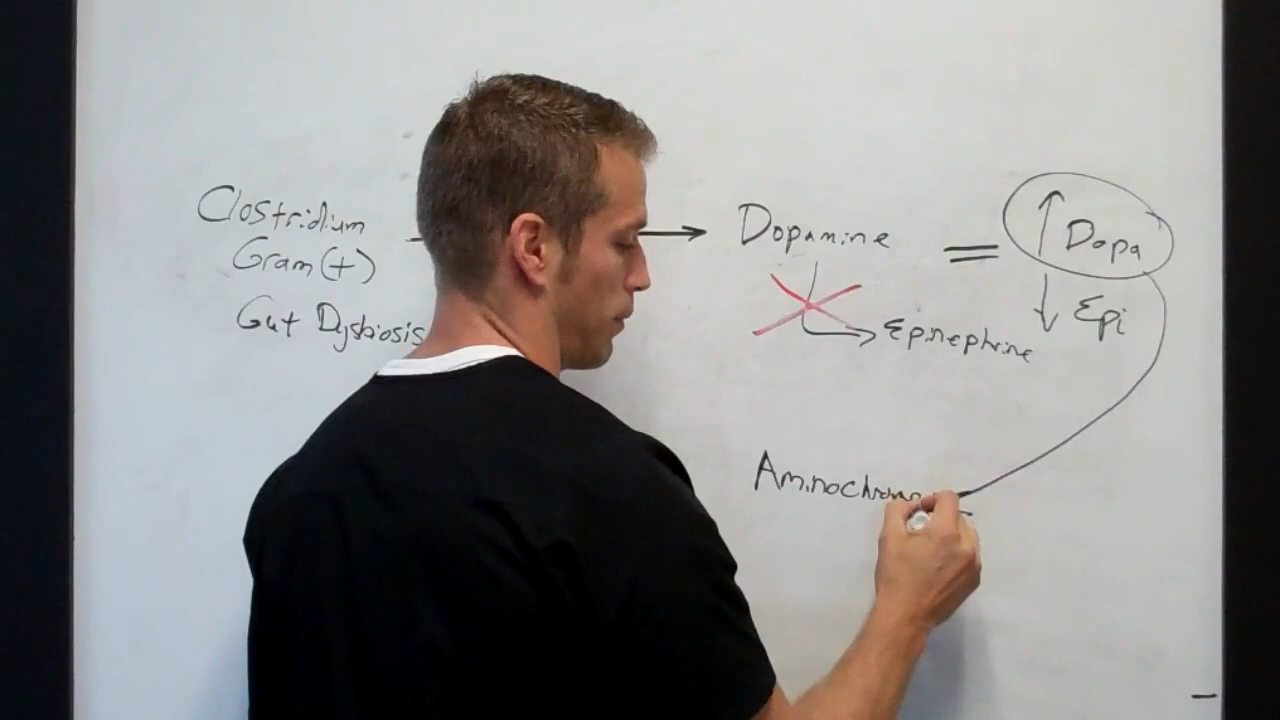 Clostridium
Gram (+)
Gut Dysbiosis
Dopamine
Epinephrine
=
↑ Dopa
↓ Epi